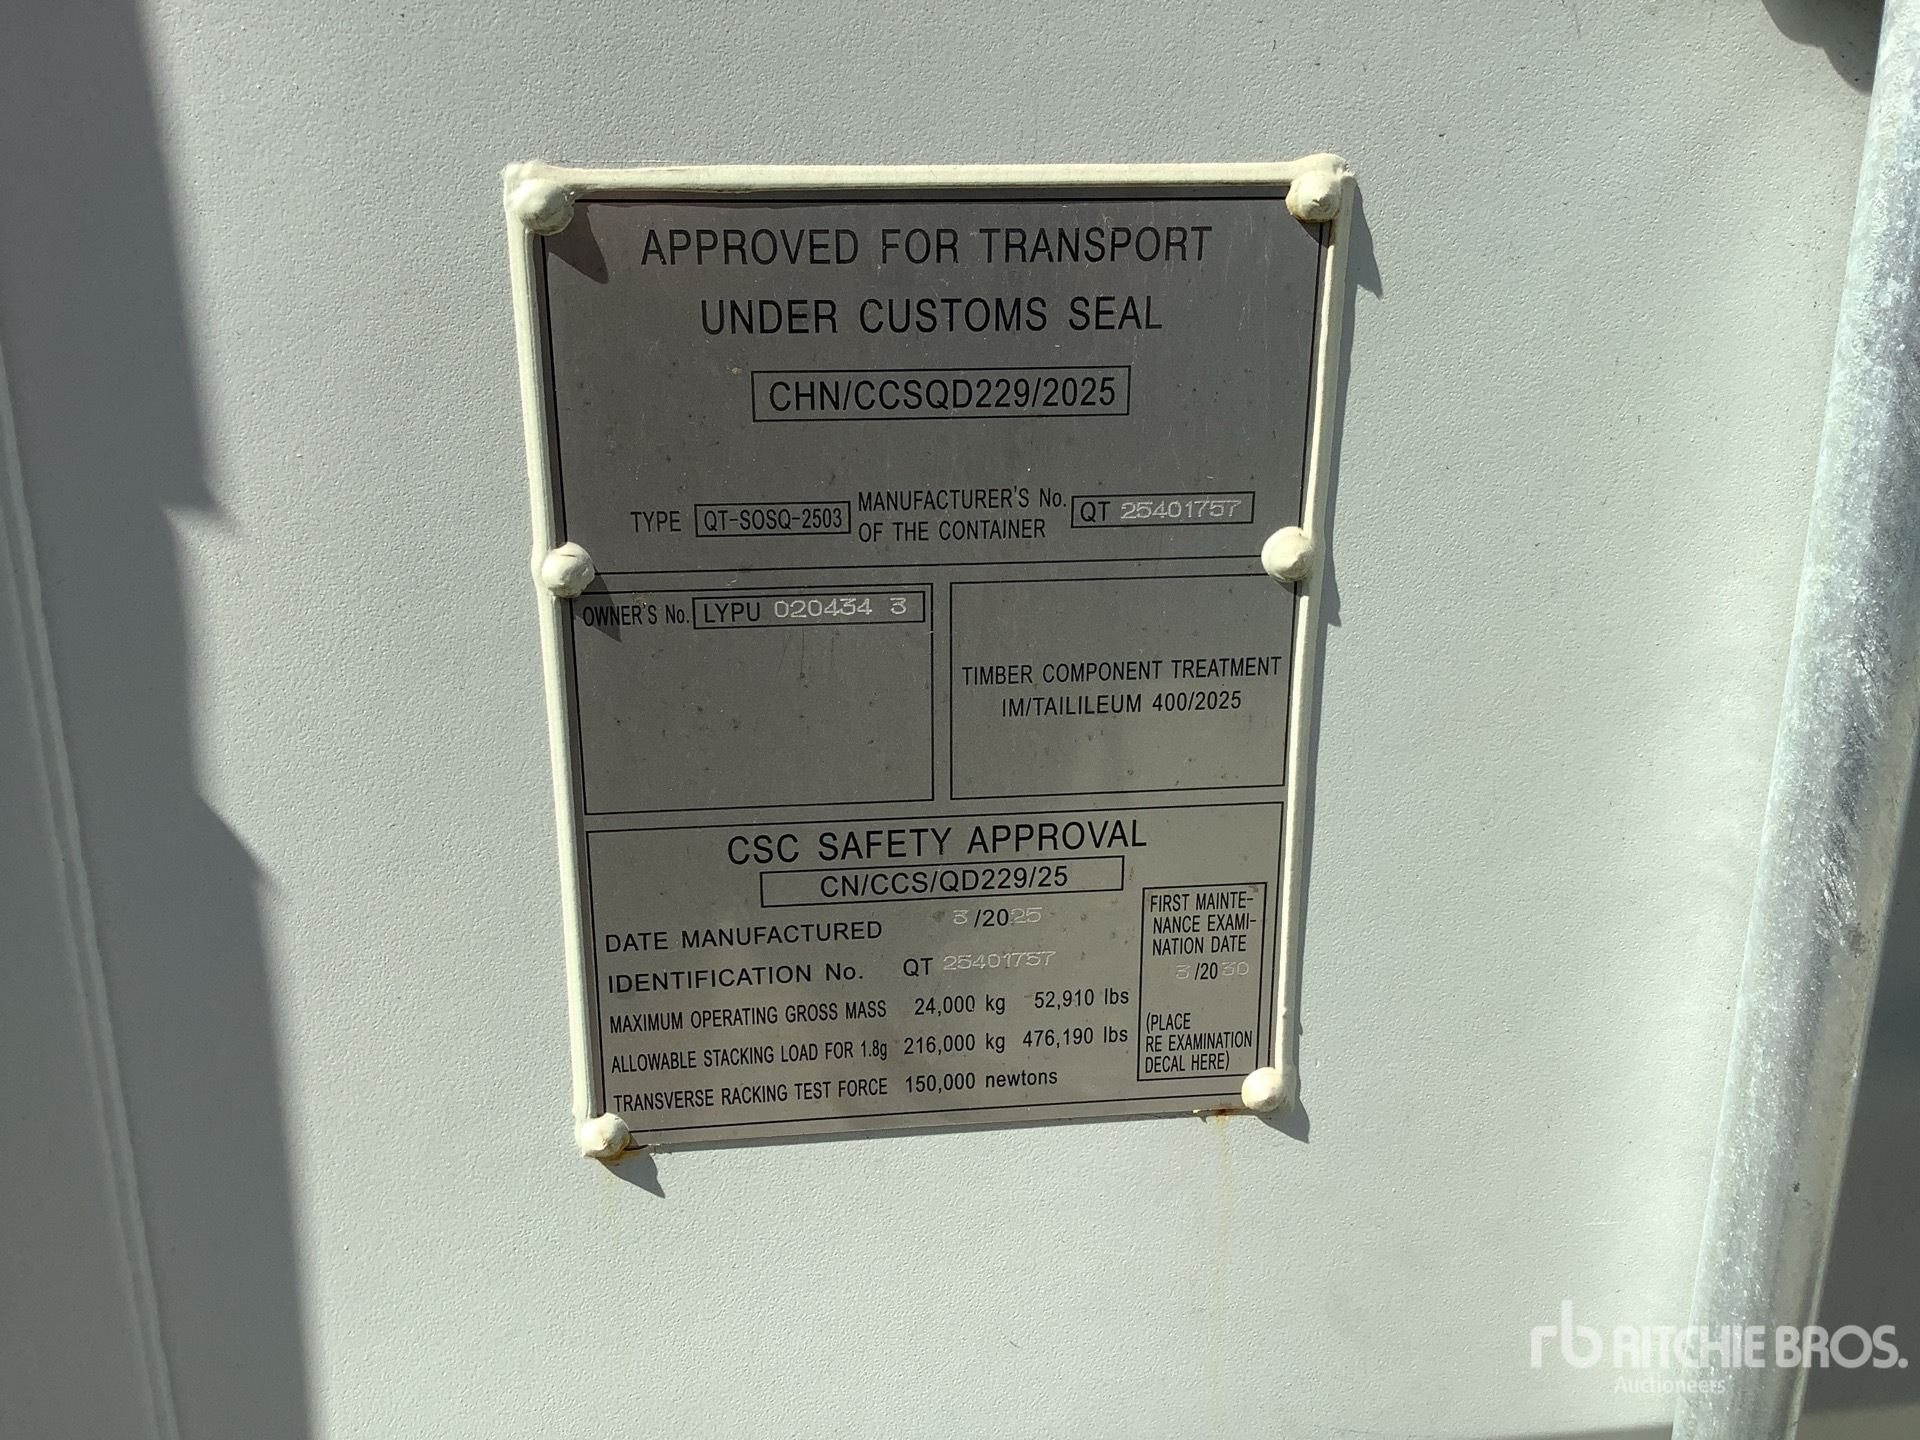 APPROVED FOR TRANSPORT
UNDER CUSTOMS SEAL
CHN/CCSQD229/2025
TYPE QT-SOSQ-2503 MANUFACTURER'S No. OF THE CONTAINER QT 25401757
OWNER'S No. LYPU 020434 3
TIMBER COMPONENT TREATMENT
IM/TAILILEUM 400/2025
CSC SAFETY APPROVAL
CN/CCS/QD229/25
DATE MANUFACTURED 3/2025
IDENTIFICATION No. QT 25401757
MAXIMUM OPERATING GROSS MASS 24,000 kg 52,910 lbs
ALLOWABLE STACKING LOAD FOR 1.8g 216,000 kg 476,190 lbs
TRANSVERSE RACKING TEST FORCE 150,000 newtons
FIRST MAINTE-
NANCE EXAMI-
NATION DATE
3/2030
(PLACE
RE EXAMINATION
DECAL HERE)
rb RITCHIE BROS.
Auctioneers